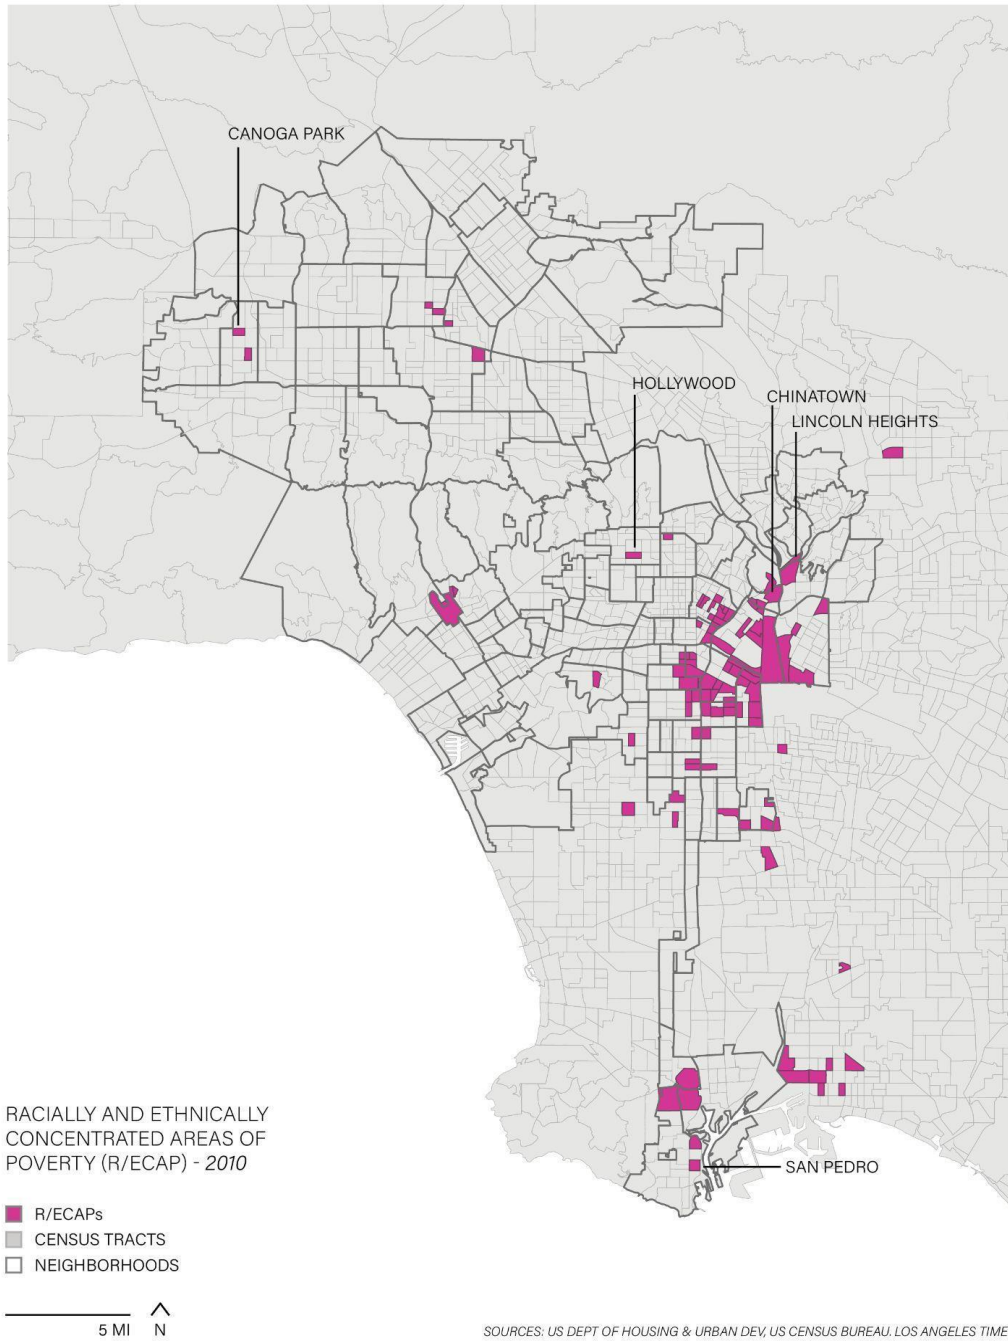 CANOGA PARK
HOLLYWOOD
CHINATOWN
LINCOLN HEIGHTS
SAN PEDRO
RACIALLY AND ETHNICALLY
CONCENTRATED AREAS OF
POVERTY (R/ECAP) - 2010
R/ECAPs
CENSUS TRACTS
NEIGHBORHOODS
5 MI N
SOURCES: US DEPT OF HOUSING & URBAN DEV, US CENSUS BUREAU. LOS ANGELES TIME